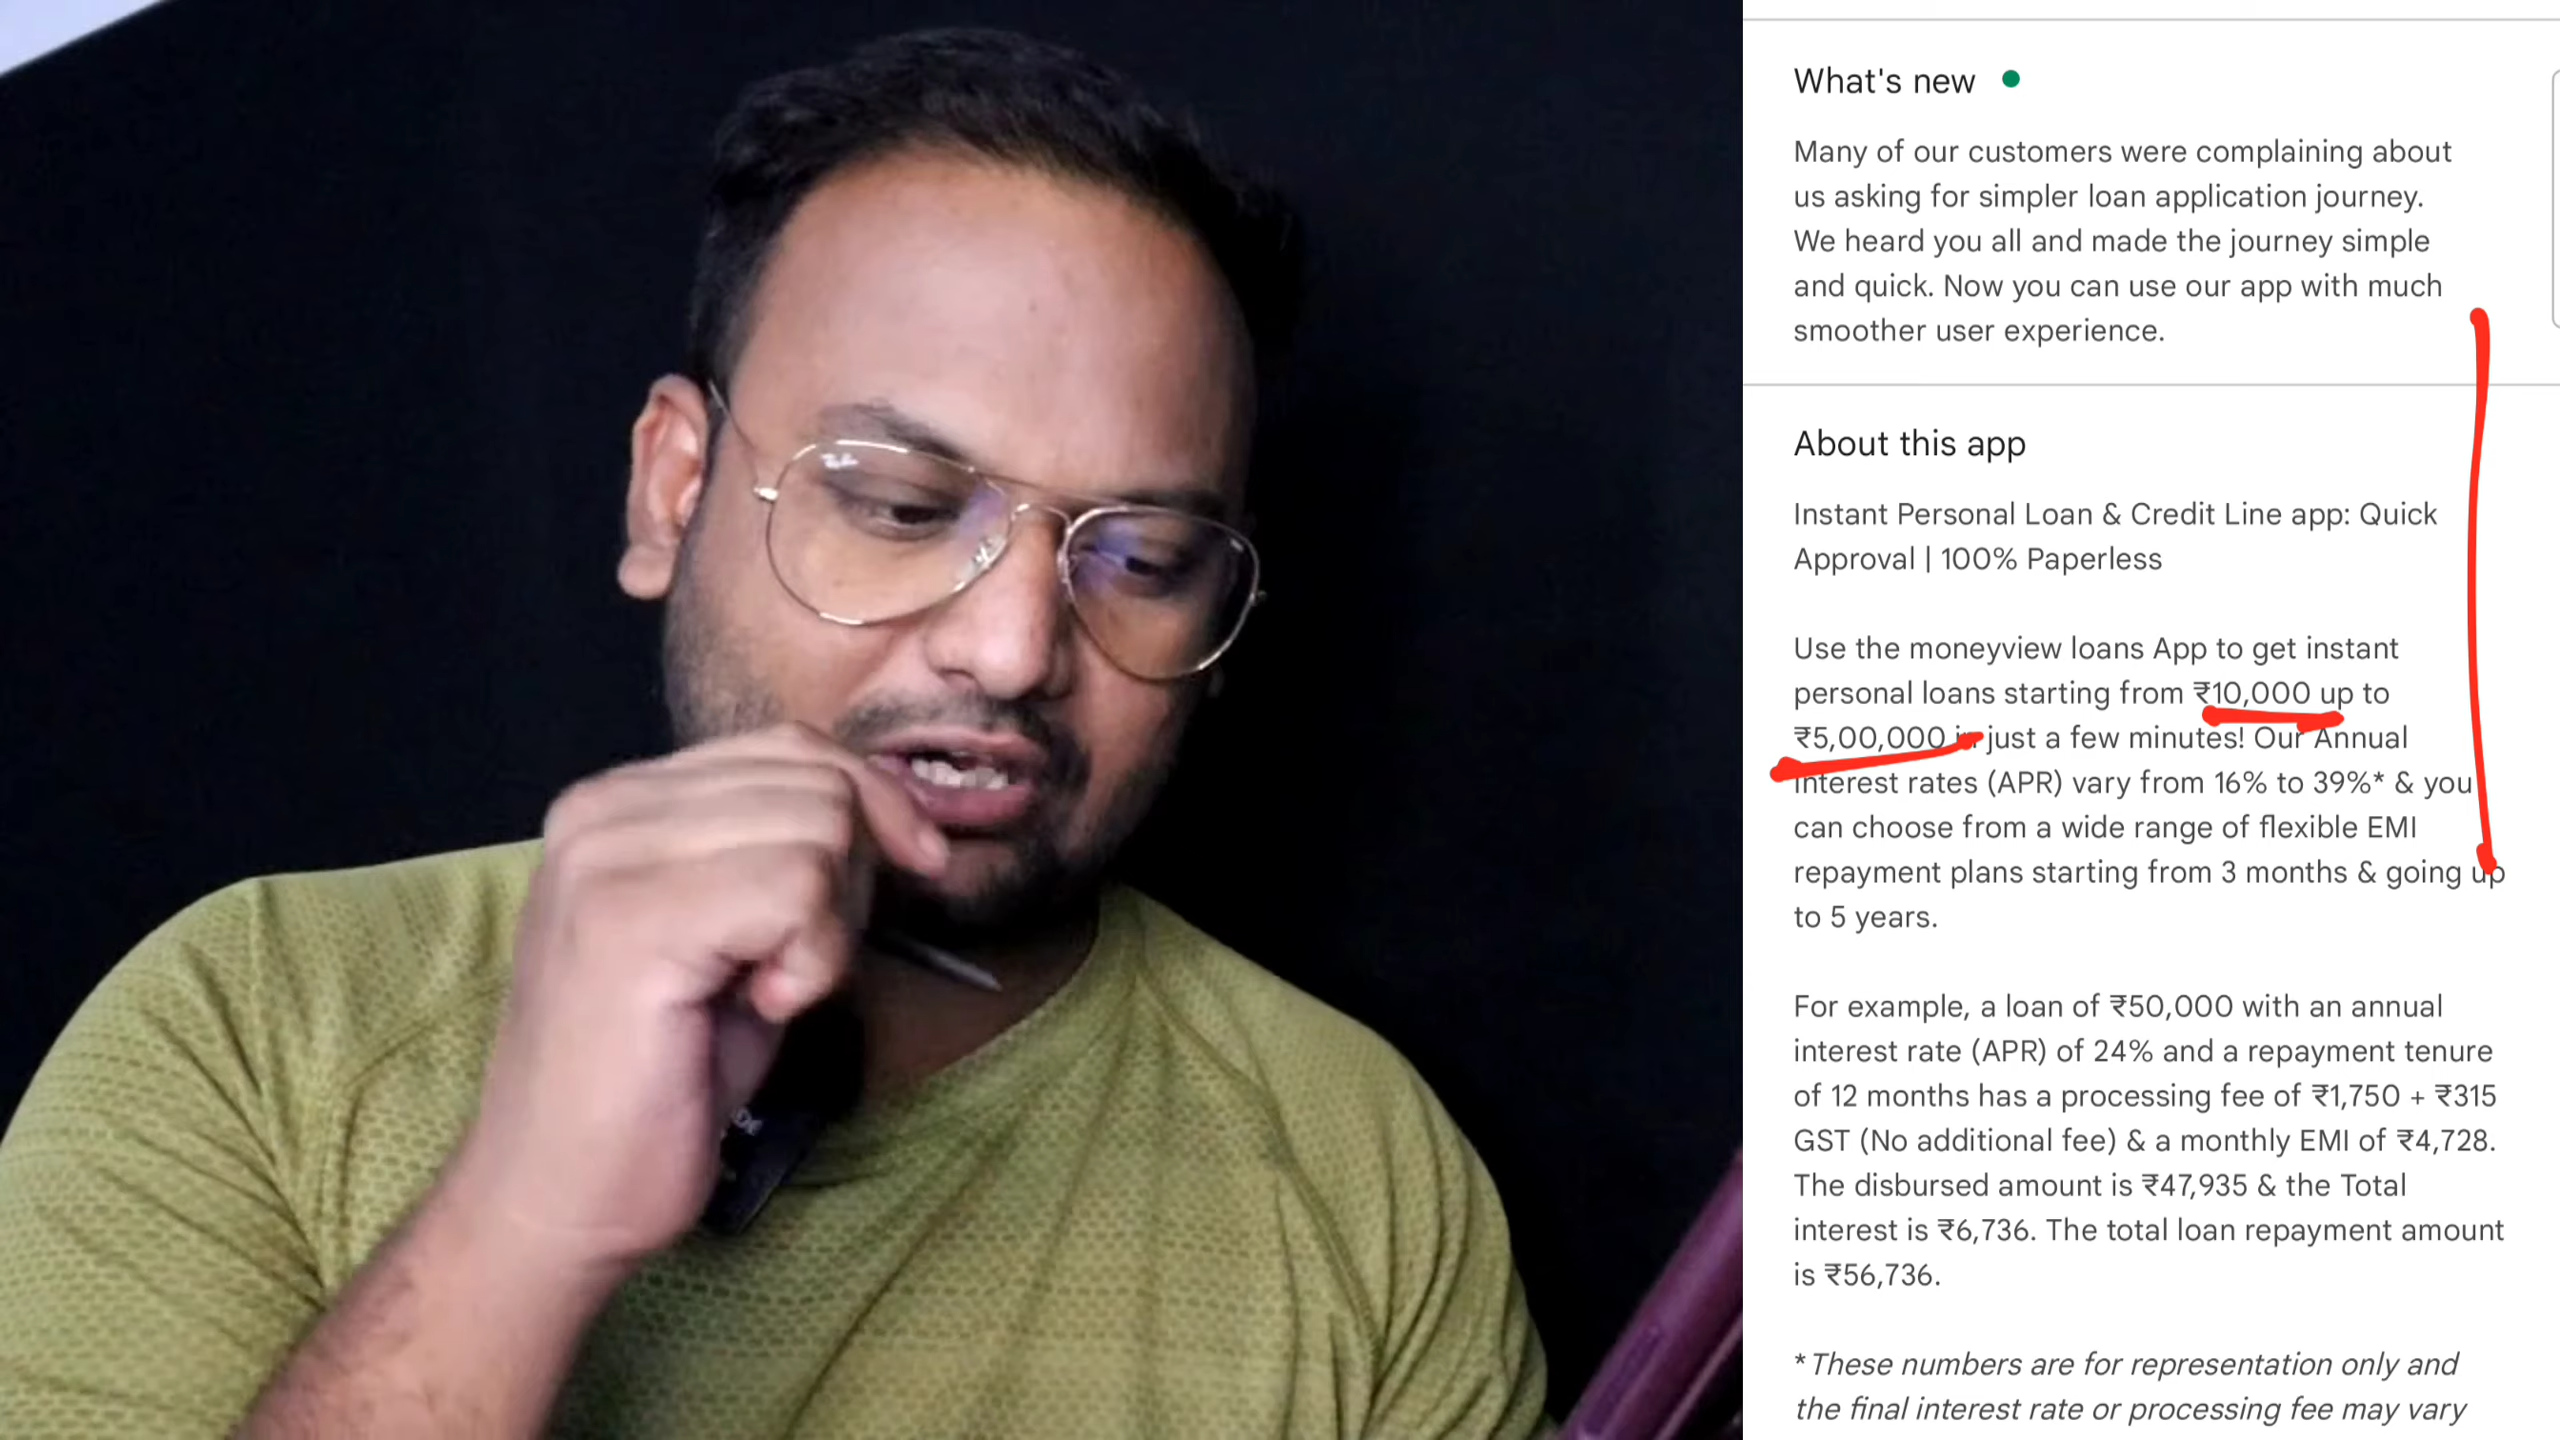 What's new
Many of our customers were complaining about
us asking for simpler loan application journey.
We heard you all and made the journey simple
and quick. Now you can use our app with much
smoother user experience.
About this app
Instant Personal Loan & Credit Line app: Quick
Approval | 100% Paperless
Use the moneyview loans App to get instant
personal loans starting from ₹10,000 up to
₹5,00,000 in just a few minutes! Our Annual
interest rates (APR) vary from 16% to 39%* & you
can choose from a wide range of flexible EMI
repayment plans starting from 3 months & going up
to 5 years.
For example, a loan of ₹50,000 with an annual
interest rate (APR) of 24% and a repayment tenure
of 12 months has a processing fee of ₹1,750 + ₹315
GST (No additional fee) & a monthly EMI of ₹4,728.
The disbursed amount is ₹47,935 & the Total
interest is ₹6,736. The total loan repayment amount
is ₹56,736.
*These numbers are for representation only and
the final interest rate or processing fee may vary